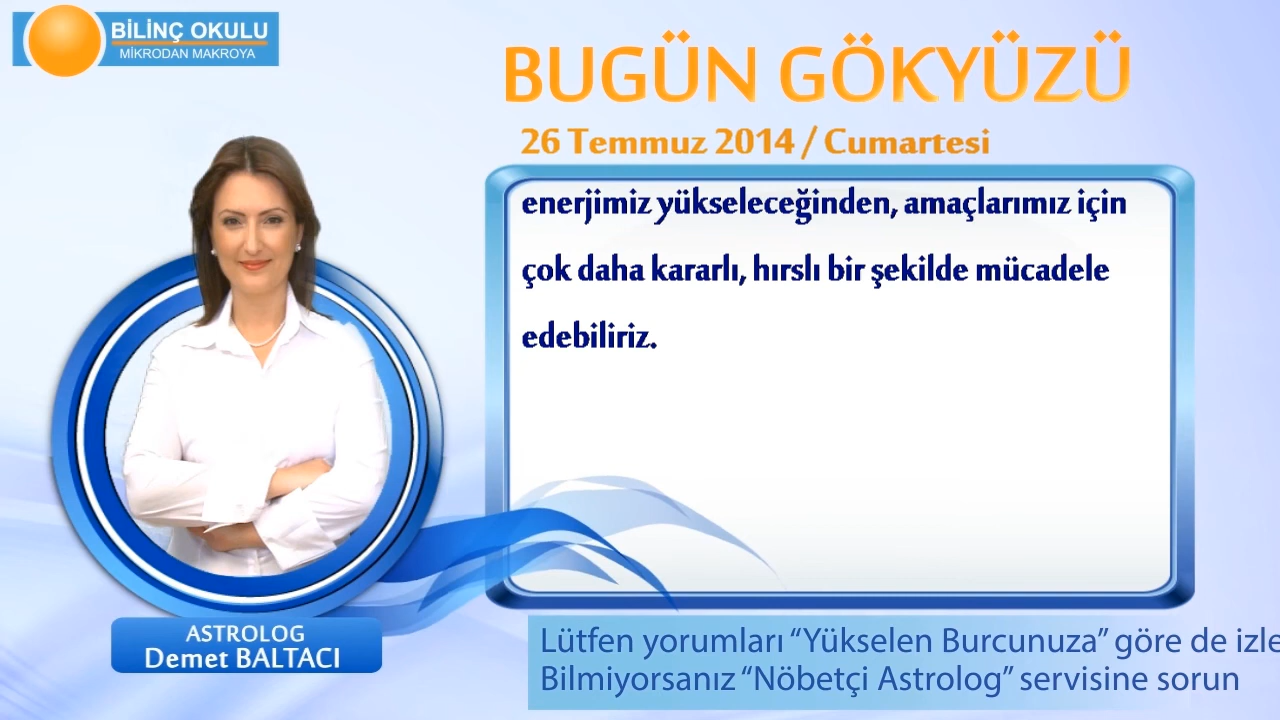 BİLİNÇ OKULU
MİKRODAN MAKROYA
BUGÜN GÖKYÜZÜ
26 Temmuz 2014 / Cumartesi
enerjimiz yükseleceğinden, amaçlarımız için
çok daha kararlı, hırslı bir şekilde mücadele
edebiliriz.
ASTROLOG
Demet BALTACI
Lütfen yorumları “Yükselen Burcunuza” göre de izle
Bilmiyorsanız “Nöbetçi Astrolog” servisine sorun